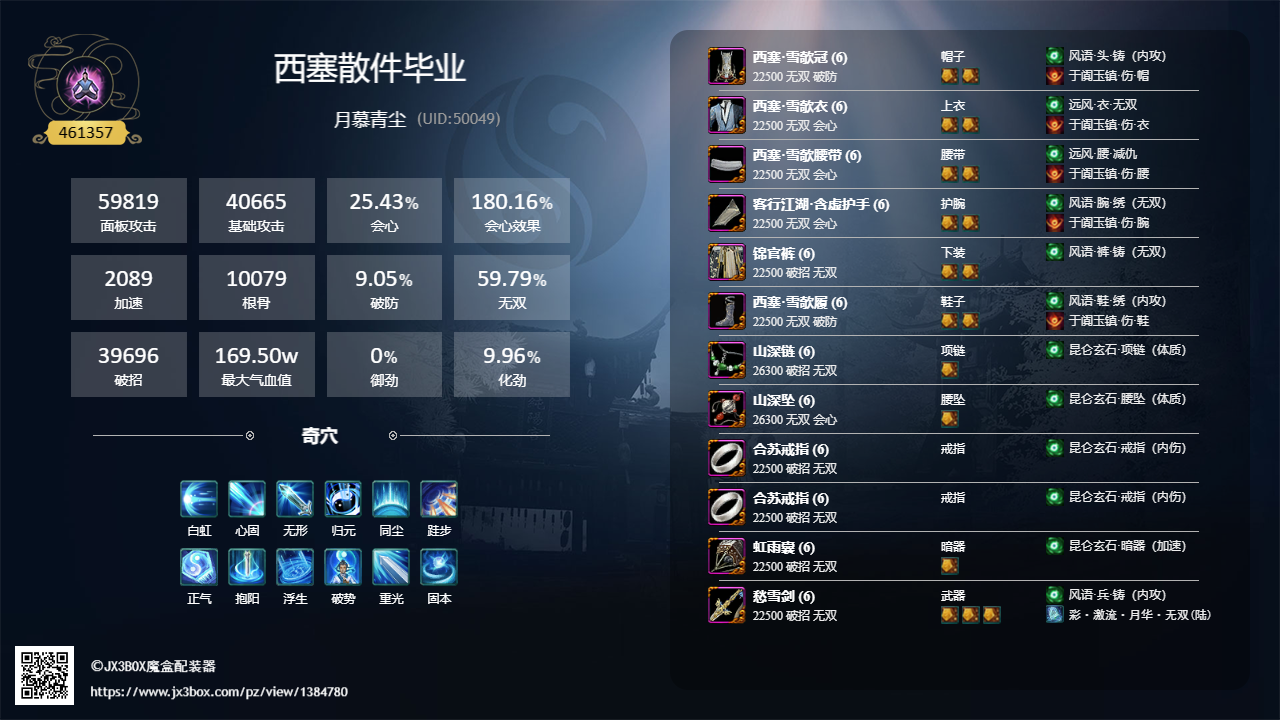 461357
西塞散件毕业
月慕青尘 (UID:50049)
59819
面板攻击
40665
基础攻击
25.43%
会心
180.16%
会心效果
2089
加速
10079
根骨
9.05%
破防
59.79%
无双
39696
破招
169.50w
最大气血值
0%
御劲
9.96%
化劲
奇穴
白虹 心固 无形 归元 同尘 跬步
正气 抱阳 浮生 破势 重光 固本
©JX3BOX魔盒配装器
https://www.jx3box.com/pz/view/1384780
西塞·雪欹冠 (6) 帽子 风语·头·铸 (内攻)
22500 无双 破防 于阗玉镇·伤·帽
西塞·雪欹衣 (6) 上衣 远风·衣·无双
22500 无双 会心 于阗玉镇·伤·衣
西塞·雪欹腰带 (6) 腰带 远风·腰·减仇
22500 无双 会心 于阗玉镇·伤·腰
客行江湖·含虚护手 (6) 护腕 风语·腕·绣 (无双)
22500 无双 会心 于阗玉镇·伤·腕
锦官裤 (6) 下装 风语·裤·铸 (无双)
22500 破招 无双
西塞·雪欹履 (6) 鞋子 风语·鞋·绣 (内攻)
22500 无双 破防 于阗玉镇·伤·鞋
山深链 (6) 项链 昆仑玄石·项链 (体质)
26300 破招 无双
山深坠 (6) 腰坠 昆仑玄石·腰坠 (体质)
26300 无双 会心
合苏戒指 (6) 戒指 昆仑玄石·戒指 (内伤)
22500 破招 无双
合苏戒指 (6) 戒指 昆仑玄石·戒指 (内伤)
22500 破招 无双
虹雨囊 (6) 暗器 昆仑玄石·暗器 (加速)
22500 破招 无双
愁雪剑 (6) 武器 风语·兵·铸 (内攻)
22500 破招 无双 彩·激流·月华·无双(陆)